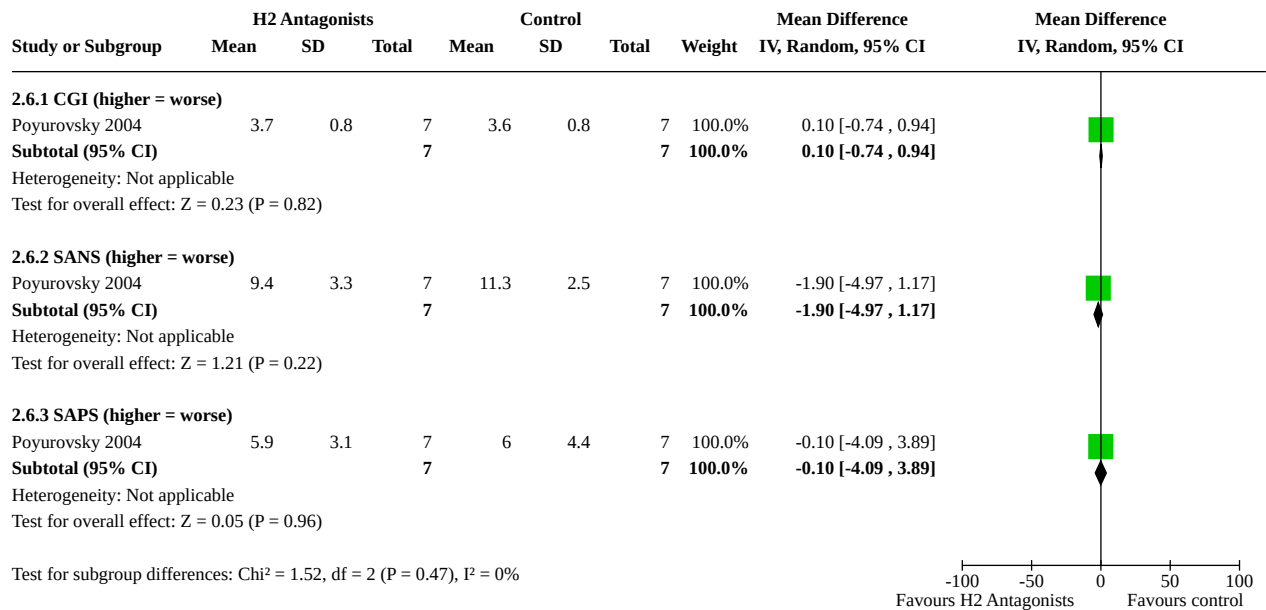 H2 Antagonists Control Mean Difference Mean Difference
Study or Subgroup Mean SD Total Mean SD Total Weight IV, Random, 95% CI IV, Random, 95% CI
2.6.1 CGI (higher = worse)
Poyurovsky 2004 3.7 0.8 7 3.6 0.8 7 100.0% 0.10 [-0.74 , 0.94]
Subtotal (95% CI) 7 7 100.0% 0.10 [-0.74 , 0.94]
Heterogeneity: Not applicable
Test for overall effect: Z = 0.23 (P = 0.82)
2.6.2 SANS (higher = worse)
Poyurovsky 2004 9.4 3.3 7 11.3 2.5 7 100.0% -1.90 [-4.97 , 1.17]
Subtotal (95% CI) 7 7 100.0% -1.90 [-4.97 , 1.17]
Heterogeneity: Not applicable
Test for overall effect: Z = 1.21 (P = 0.22)
2.6.3 SAPS (higher = worse)
Poyurovsky 2004 5.9 3.1 7 6 4.4 7 100.0% -0.10 [-4.09 , 3.89]
Subtotal (95% CI) 7 7 100.0% -0.10 [-4.09 , 3.89]
Heterogeneity: Not applicable
Test for overall effect: Z = 0.05 (P = 0.96)
Test for subgroup differences: Chi² = 1.52, df = 2 (P = 0.47), I² = 0%
-100 -50 0 50 100
Favours H2 Antagonists Favours control